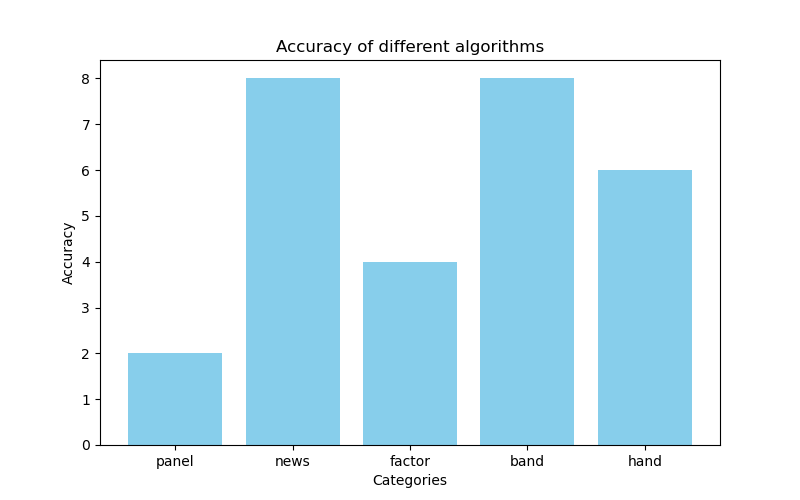 Accuracy of different algorithms
8
7
6
5
4
3
2
1
0
Accuracy
panel news factor band hand
Categories